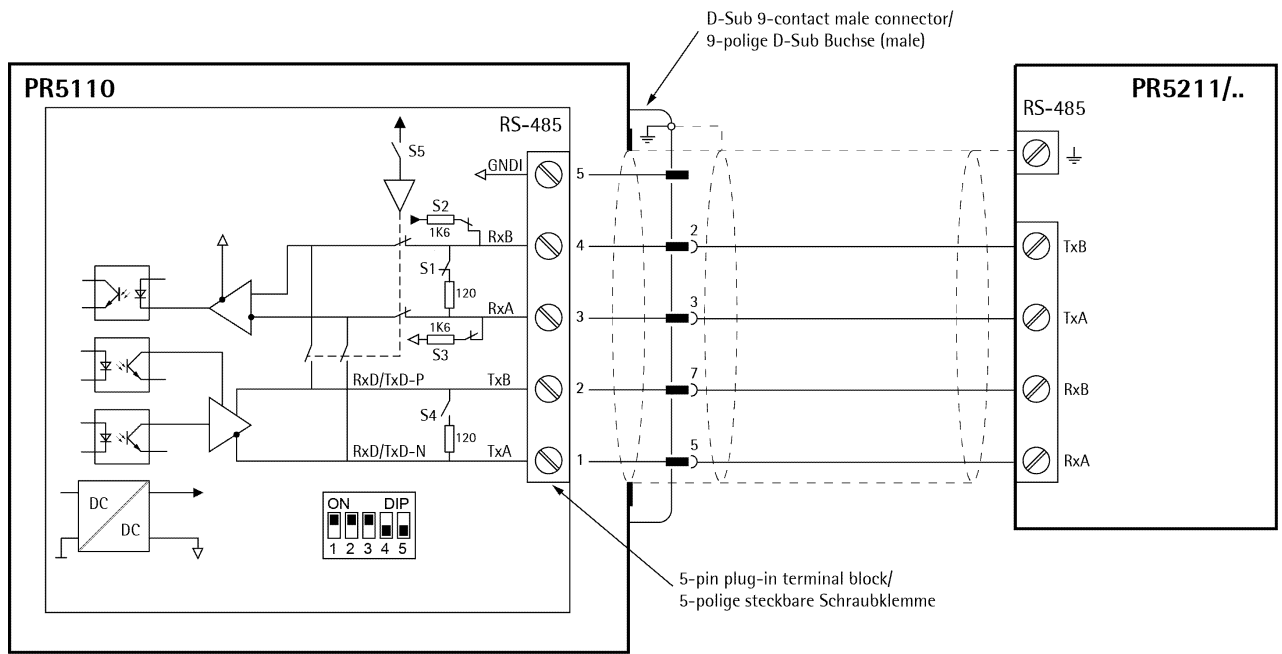 D-Sub 9-contact male connector/
9-polige D-Sub Buchse (male)
PR5110
PR5211/..
RS-485
RS-485
S5
GNDI
5
S2
1K6
RxB
4
2
TxB
S1
120
RxA
3
3
TxA
1K6
S3
RxD/TxD-P
TxB
2
7
RxB
S4
120
RxD/TxD-N
TxA
1
5
RxA
DC
DC
ON DIP
1 2 3 4 5
5-pin plug-in terminal block/
5-polige steckbare Schraubklemme